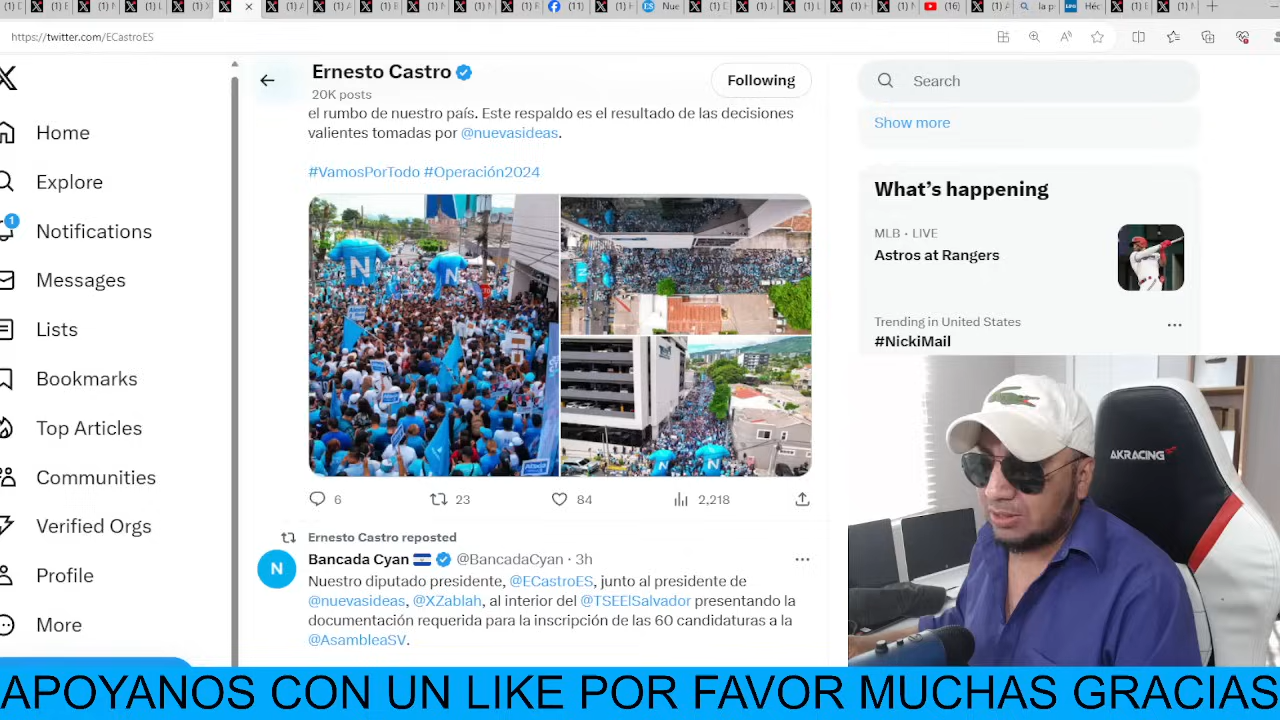 https://twitter.com/ECastroES
Ernesto Castro
20K posts
Following
Search
el rumbo de nuestro país. Este respaldo es el resultado de las decisiones
valientes tomadas por @nuevasideas.
#VamosPorTodo #Operación2024
6
23
84
2,218
Ernesto Castro reposted
Bancada Cyan @BancadaCyan · 3h
Nuestro diputado presidente, @ECastroES, junto al presidente de
@nuevasideas, @XZablah, al interior del @TSEElSalvador presentando la
documentación requerida para la inscripción de las 60 candidaturas a la
@AsambleaSV.
N
N
N
Home
Explore
1
Notifications
Messages
Lists
Bookmarks
Top Articles
Communities
Verified Orgs
Profile
More
Show more
What's happening
MLB · LIVE
Astros at Rangers
Trending in United States
#NickiMail
AKRACING
APOYANOS CON UN LIKE POR FAVOR MUCHAS GRACIAS